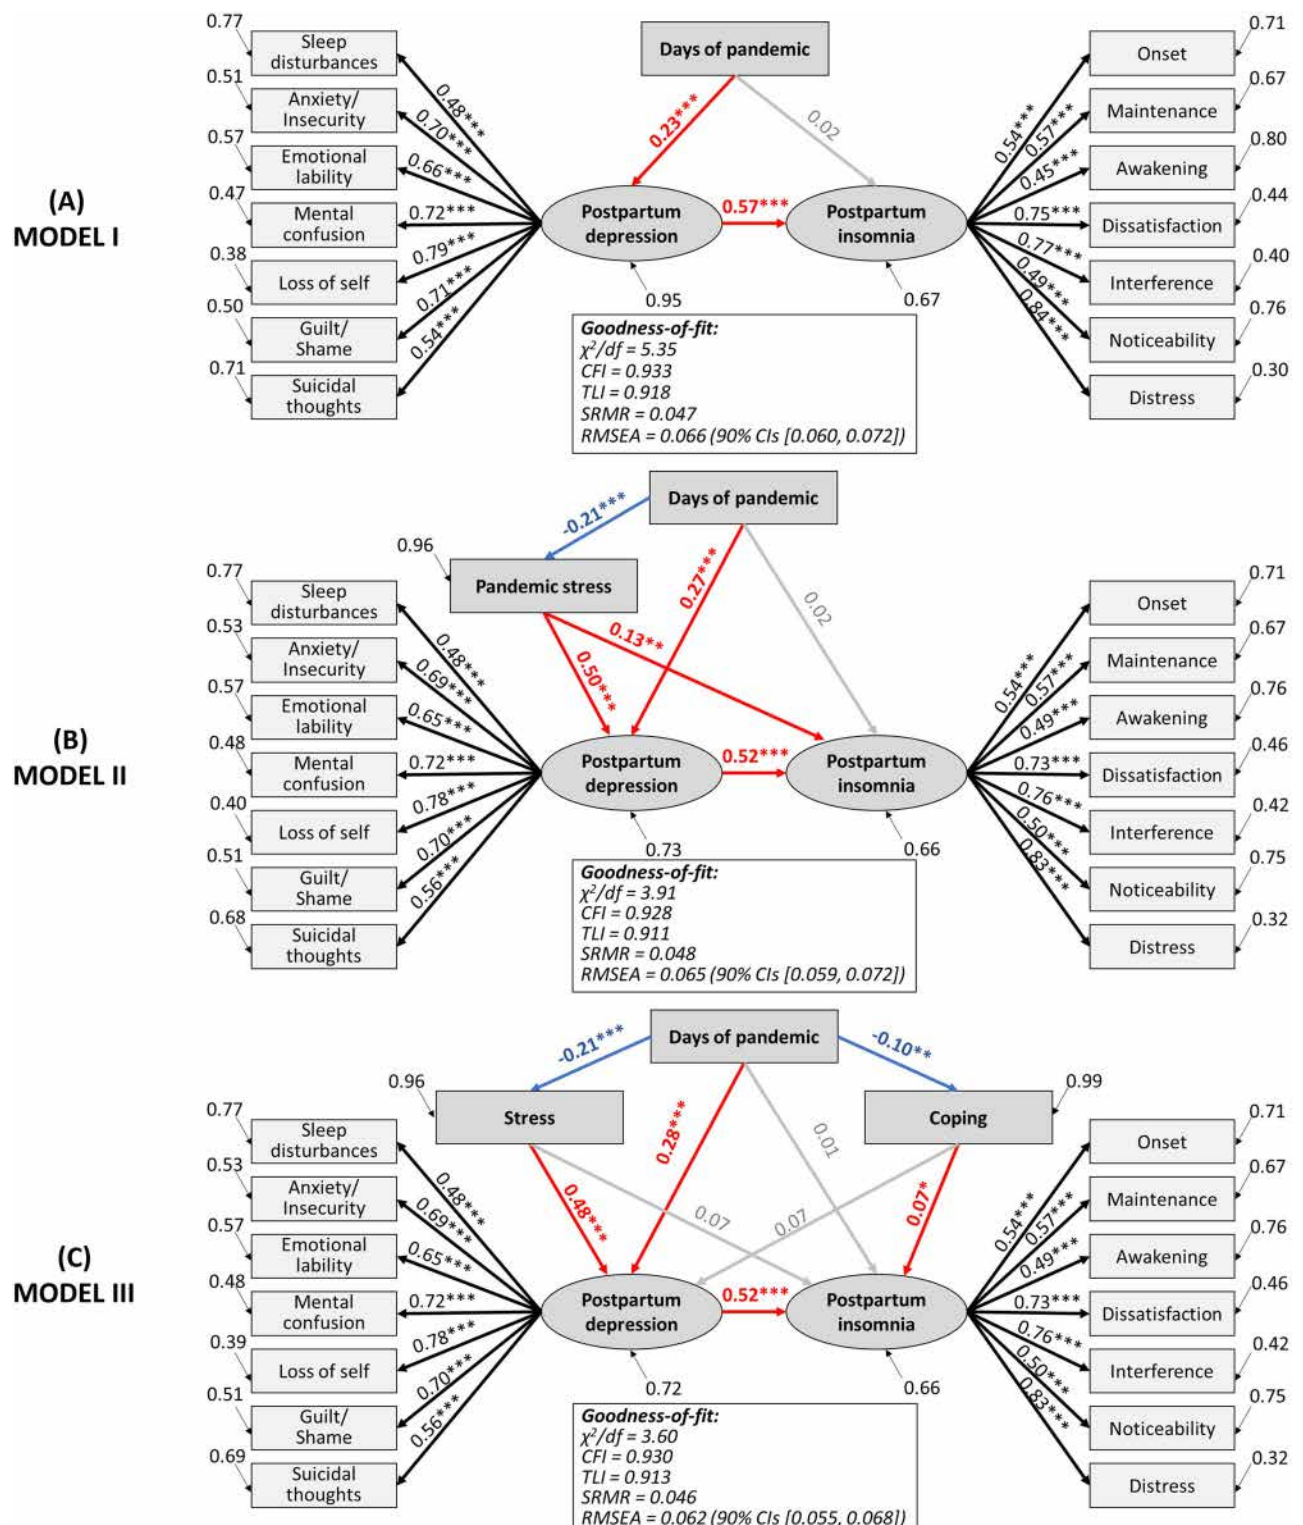 (A)
MODEL I
0.77
Sleep
disturbances
0.51
Anxiety/
Insecurity
0.57
Emotional
lability
0.47
Mental
confusion
0.38
Loss of self
0.50
Guilt/
Shame
0.71
Suicidal
thoughts
0.48***
0.70***
0.66***
0.72***
0.79***
0.71***
0.54***
Days of pandemic
0.23***
0.02
Postpartum
depression
0.57***
Postpartum
insomnia
0.95
0.67
Goodness-of-fit:
χ²/df = 5.35
CFI = 0.933
TLI = 0.918
SRMR = 0.047
RMSEA = 0.066 (90% CIs [0.060, 0.072])
0.54***
0.57***
0.45***
0.75***
0.77***
0.49***
0.84***
0.71
Onset
0.67
Maintenance
0.80
Awakening
0.44
Dissatisfaction
0.40
Interference
0.76
Noticeability
0.30
Distress
(B)
MODEL II
0.77
Sleep
disturbances
0.53
Anxiety/
Insecurity
0.57
Emotional
lability
0.48
Mental
confusion
0.40
Loss of self
0.51
Guilt/
Shame
0.68
Suicidal
thoughts
0.48***
0.69***
0.65***
0.72***
0.78***
0.70***
0.56***
Days of pandemic
-0.21***
0.96
Pandemic stress
0.27***
0.02
0.13**
0.50***
Postpartum
depression
0.52***
Postpartum
insomnia
0.73
0.66
Goodness-of-fit:
χ²/df = 3.91
CFI = 0.928
TLI = 0.911
SRMR = 0.048
RMSEA = 0.065 (90% CIs [0.059, 0.072])
0.54***
0.57***
0.49***
0.73***
0.76***
0.50***
0.83***
0.71
Onset
0.67
Maintenance
0.76
Awakening
0.46
Dissatisfaction
0.42
Interference
0.75
Noticeability
0.32
Distress
(C)
MODEL III
0.77
Sleep
disturbances
0.53
Anxiety/
Insecurity
0.57
Emotional
lability
0.48
Mental
confusion
0.39
Loss of self
0.51
Guilt/
Shame
0.69
Suicidal
thoughts
0.48***
0.69***
0.65***
0.72***
0.78***
0.70***
0.56***
Days of pandemic
-0.21***
-0.10**
0.96
Stress
0.99
Coping
0.28***
0.01
0.48***
0.07
0.07
0.07*
Postpartum
depression
0.52***
Postpartum
insomnia
0.72
0.66
Goodness-of-fit:
χ²/df = 3.60
CFI = 0.930
TLI = 0.913
SRMR = 0.046
RMSEA = 0.062 (90% CIs [0.055, 0.068])
0.54***
0.57***
0.49***
0.73***
0.76***
0.50***
0.83***
0.71
Onset
0.67
Maintenance
0.76
Awakening
0.46
Dissatisfaction
0.42
Interference
0.75
Noticeability
0.32
Distress